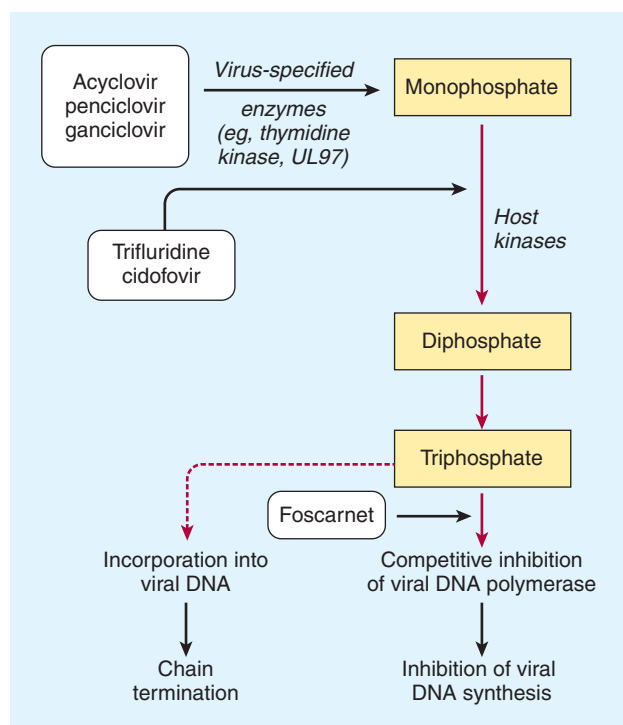 Acyclovir
penciclovir
ganciclovir
Virus-specified
enzymes
(eg, thymidine
kinase, UL97)
Monophosphate
Trifluridine
cidofovir
Host
kinases
Diphosphate
Triphosphate
Foscarnet
Incorporation into
viral DNA
Competitive inhibition
of viral DNA polymerase
Chain
termination
Inhibition of viral
DNA synthesis